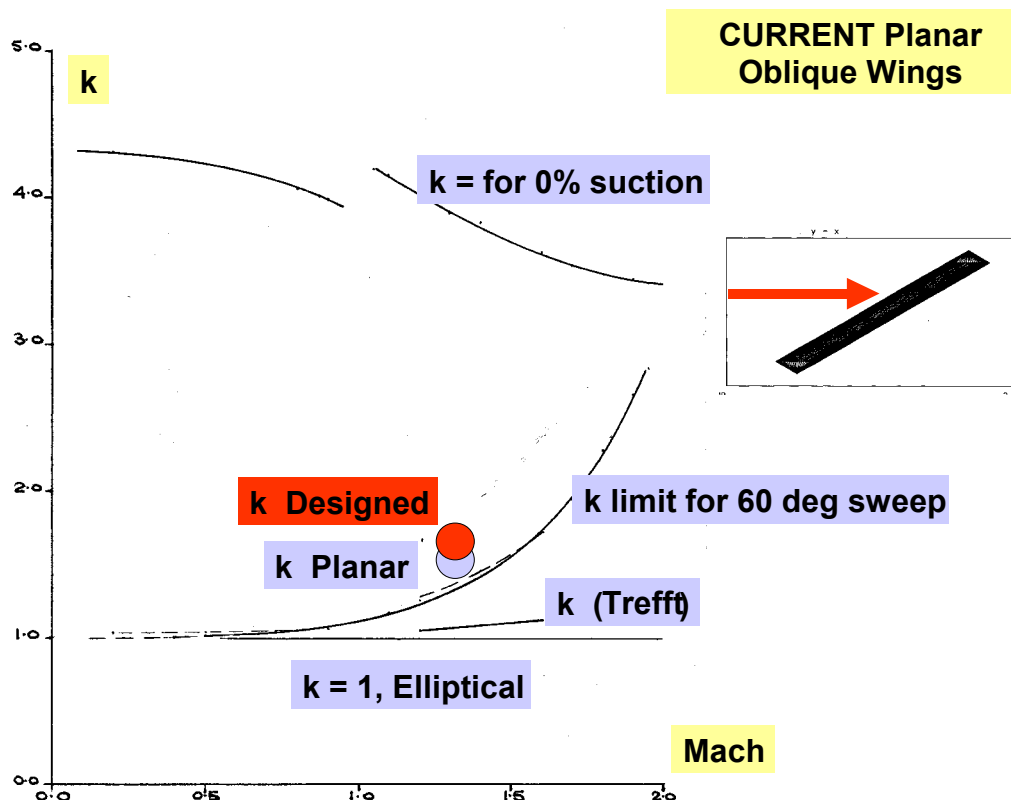 CURRENT Planar
Oblique Wings
5.0
k
k = for 0% suction
4.0
y - x
3.0
2.0
k Designed
k limit for 60 deg sweep
k Planar
k (Trefft)
1.0
k = 1, Elliptical
Mach
0.0
0.0 0.5 1.0 1.5 2.0